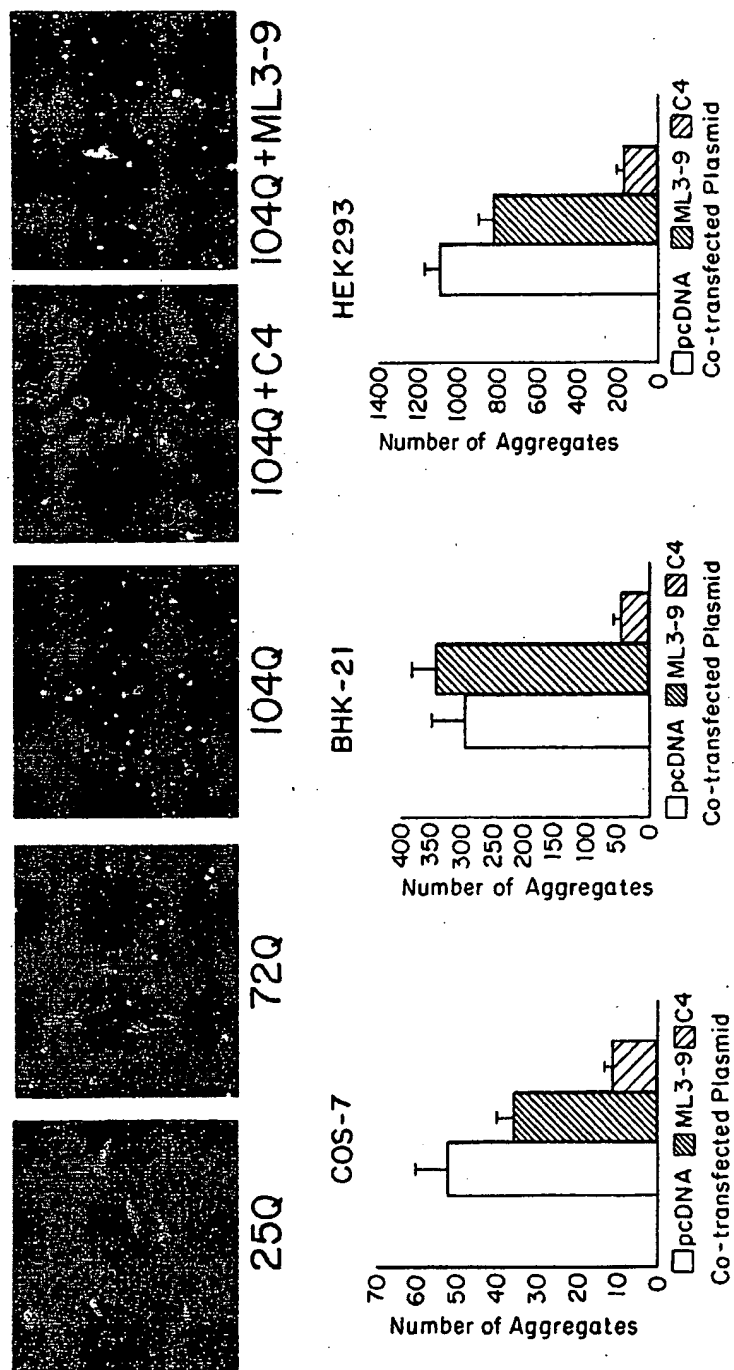 25Q
72Q
104Q
104Q+C4
104Q+ML3-9
COS-7
Number of Aggregates
70
60
50
40
30
20
10
0
pcDNA ML3-9 C4
Co-transfected Plasmid
BHK-21
Number of Aggregates
400
350
300
250
200
150
100
50
0
pcDNA ML3-9 C4
Co-transfected Plasmid
HEK293
Number of Aggregates
1400
1200
1000
800
600
400
200
0
pcDNA ML3-9 C4
Co-transfected Plasmid